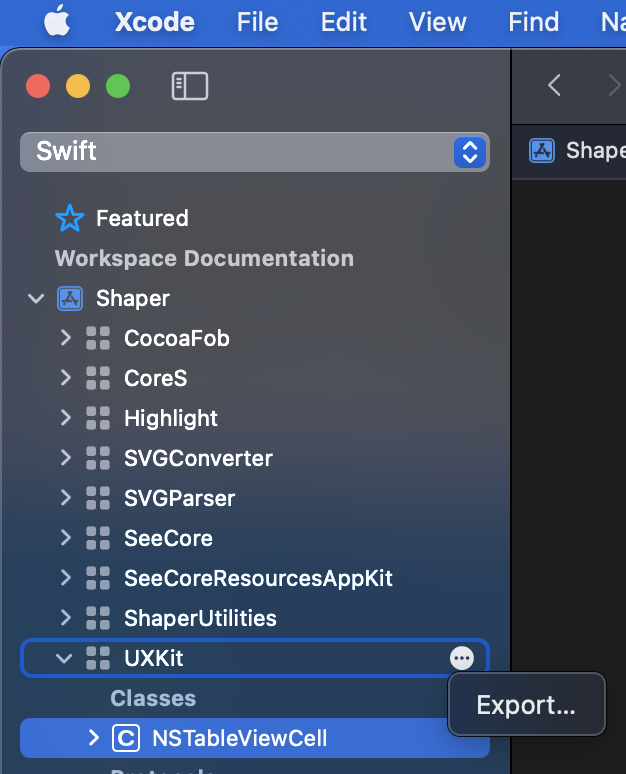 Xcode File Edit View Find Na
Swift
Shape
Featured
Workspace Documentation
Shaper
CocoaFob
CoreS
Highlight
SVGConverter
SVGParser
SeeCore
SeeCoreResourcesAppKit
ShaperUtilities
UXKit
Classes
Export...
C NSTableViewCell